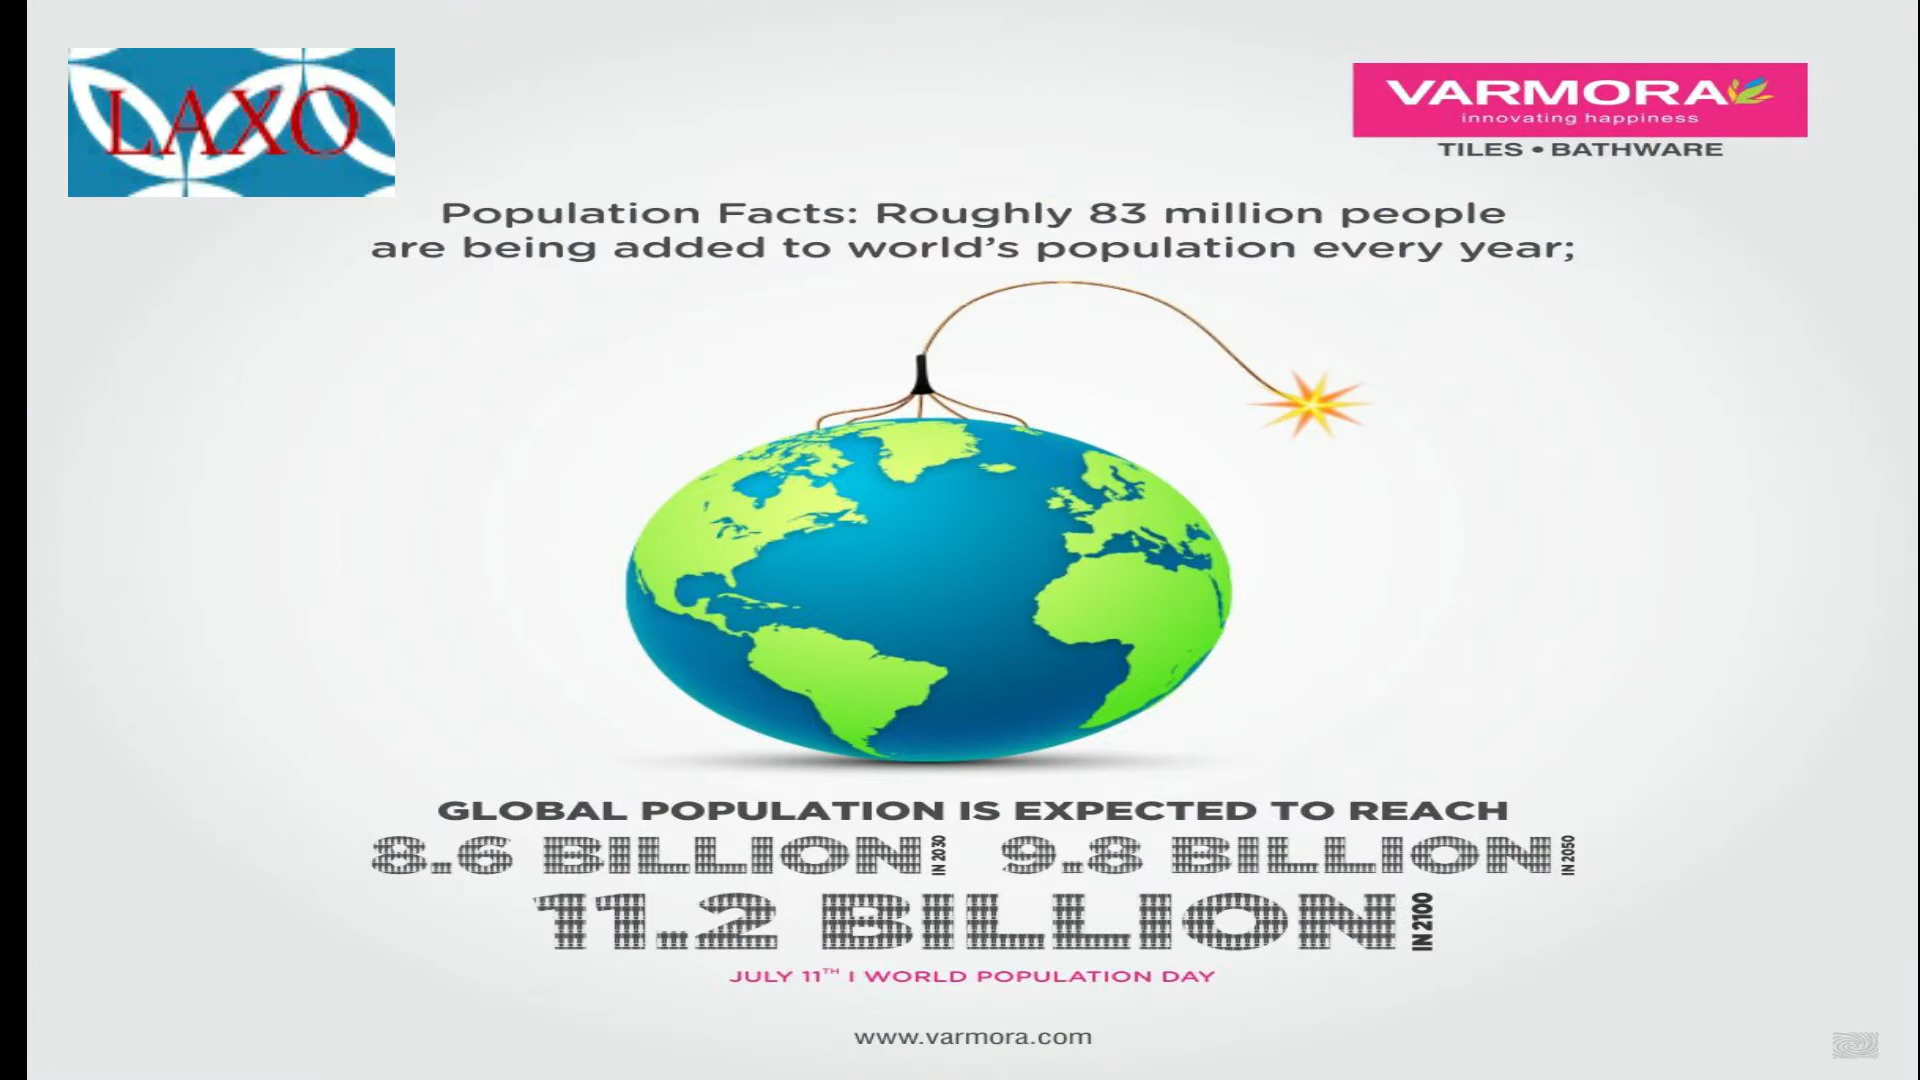 LAXO
VARMORA
innovating happiness
TILES • BATHWARE
Population Facts: Roughly 83 million people
are being added to world’s population every year;
GLOBAL POPULATION IS EXPECTED TO REACH
8.6 BILLION IN 2030 9.8 BILLION IN 2050
11.2 BILLION IN 2100
JULY 11TH I WORLD POPULATION DAY
www.varmora.com